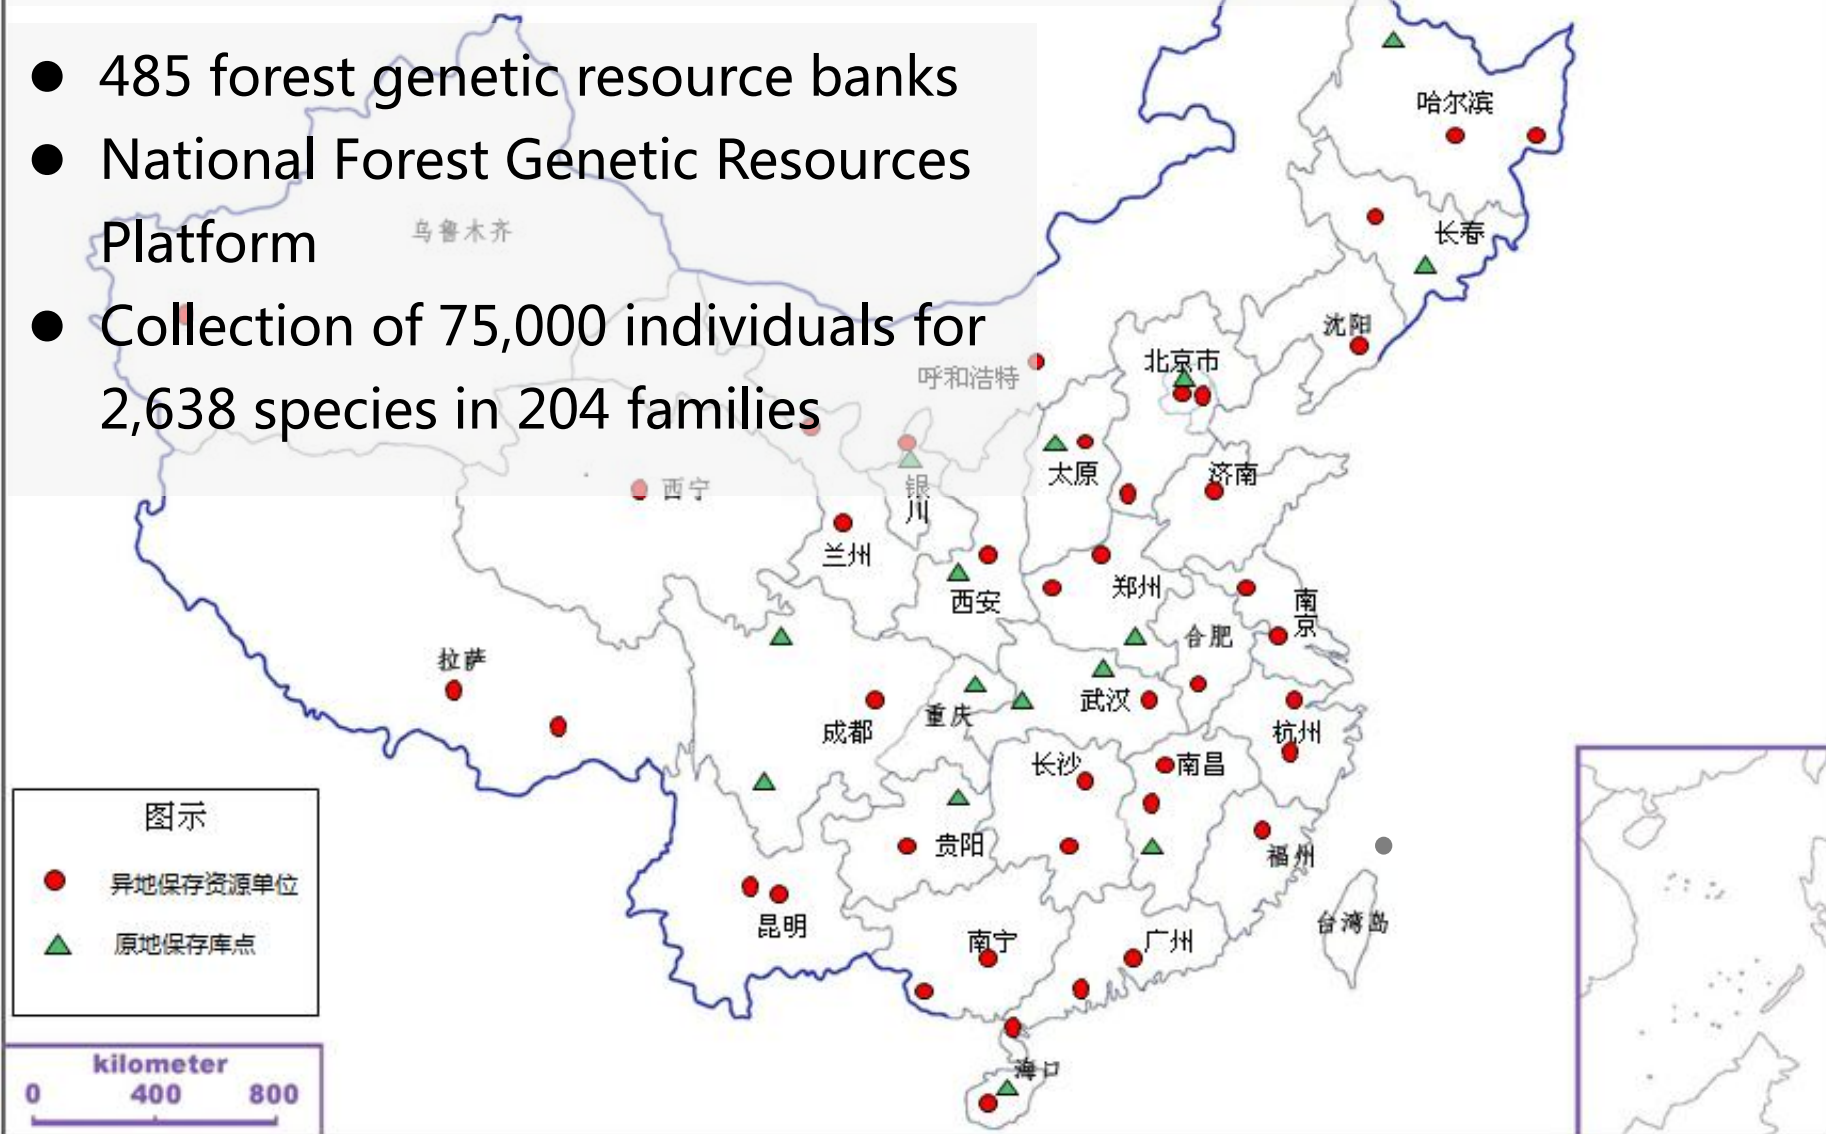 ● 485 forest genetic resource banks
● National Forest Genetic Resources
Platform
● Collection of 75,000 individuals for
2,638 species in 204 families
哈尔滨
乌鲁木齐
长春
沈阳
北京市
呼和浩特
太原
济南
西宁
银川
兰州
郑州
西安
南京
合肥
拉萨
武汉
重庆
成都
杭州
长沙
南昌
贵阳
福州
台湾岛
昆明
南宁
广州
海口
图示
异地保存资源单位
原地保存库点
kilometer
0 400 800